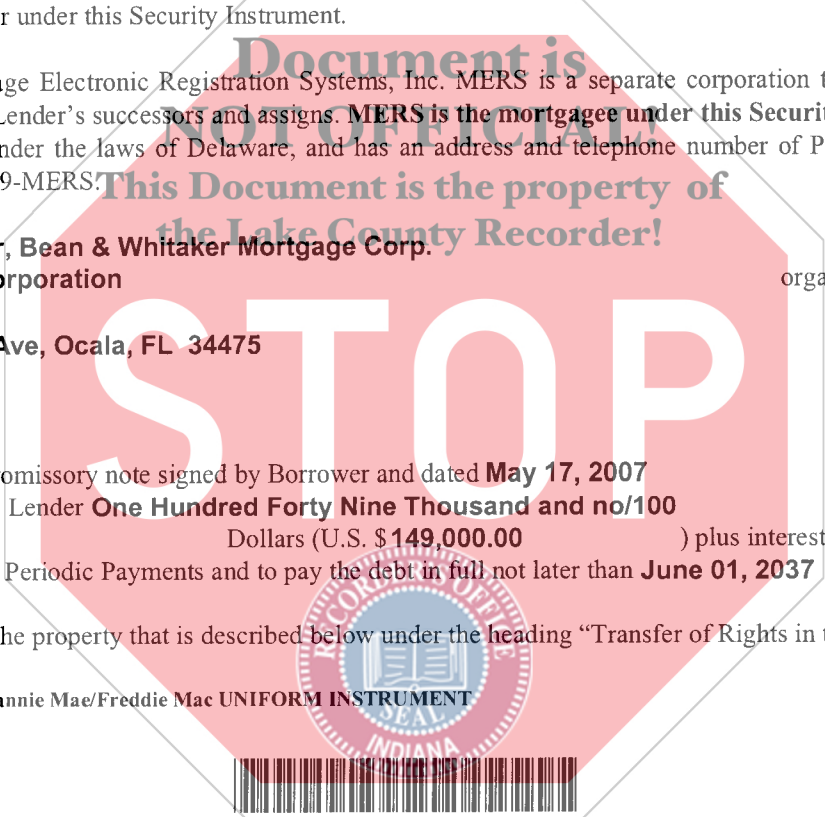 r under this Security Instrument.
Document is
ge Electronic Registration Systems, Inc. MERS is a separate corporation t
Lender's successors and assigns. MERS is the mortgagee under this Securit
NOT OFFICIAL!
nder the laws of Delaware, and has an address and telephone number of P
9-MERS.
This Document is the property of
the Lake County Recorder!
r, Bean & Whitaker Mortgage Corp.
orporation orga
Ave, Ocala, FL 34475
STOP
omissory note signed by Borrower and dated May 17, 2007
Lender One Hundred Forty Nine Thousand and no/100
Dollars (U.S. $ 149,000.00 ) plus interest
Periodic Payments and to pay the debt in full not later than June 01, 2037
RECORDER'S OFFICE
he property that is described below under the heading “Transfer of Rights in t
annie Mae/Freddie Mac UNIFORM INSTRUMENT
SEAL
INDIANA